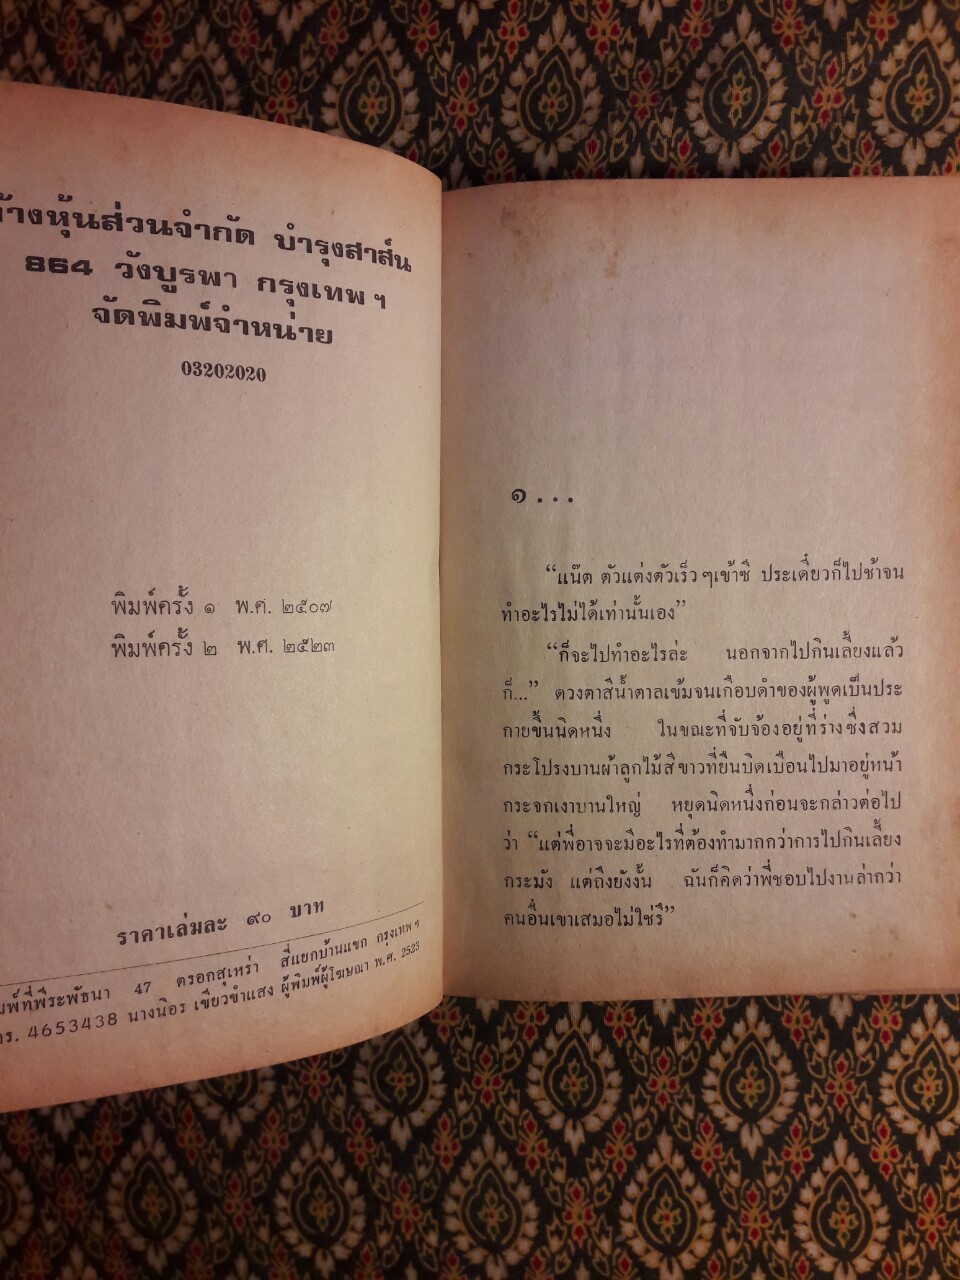 ห้างหุ้นส่วนจำกัด บำรุงสาส์น
864 วังบูรพา กรุงเทพ ฯ
จัดพิมพ์จำหน่าย
03202020
พิมพ์ครั้ง ๑ พ.ศ. ๒๕๐๗
พิมพ์ครั้ง ๒ พ.ศ. ๒๕๒๓
ราคาเล่มละ ๙๐ บาท
พิมพ์ที่พีระพัธนา 47 ตรอกสุเหร่า สี่แยกบ้านแขก กรุงเทพ ฯ
โทร. 4653438 นางนิอร เขียวขำแสง ผู้พิมพ์ผู้โฆษณา พ.ศ. 2523
๑...
“แน๊ต ตัวแต่งตัวเร็ว ๆ เข้าซิ ประเดี๋ยวก็ไปช้าจน
ทำอะไรไม่ได้เท่านั้นเอง”
“ก็จะไปทำอะไรล่ะ นอกจากไปกินเลี้ยงแล้ว
ก็...” ดวงตาสีน้ำตาลเข้มจนเกือบดำของผู้พูดเป็นประ
กายขึ้นนิดหนึ่ง ในขณะที่จับจ้องอยู่ที่ร่างซึ่งสวม
กระโปรงบานผ้าลูกไม้สีขาวที่ยืนบิดเบือนไปมาอยู่หน้า
กระจกเงาบานใหญ่ หยุดนิดหนึ่งก่อนจะกล่าวต่อไป
ว่า “แต่พี่อาจจะมีอะไรที่ต้องทำมากกว่าการไปกินเลี้ยง
กระมัง แต่ถึงยังงั้น ฉันก็คิดว่าพี่ชอบไปงานล่ากว่า
คนอื่นเขาเสมอไม่ใช่รึ”